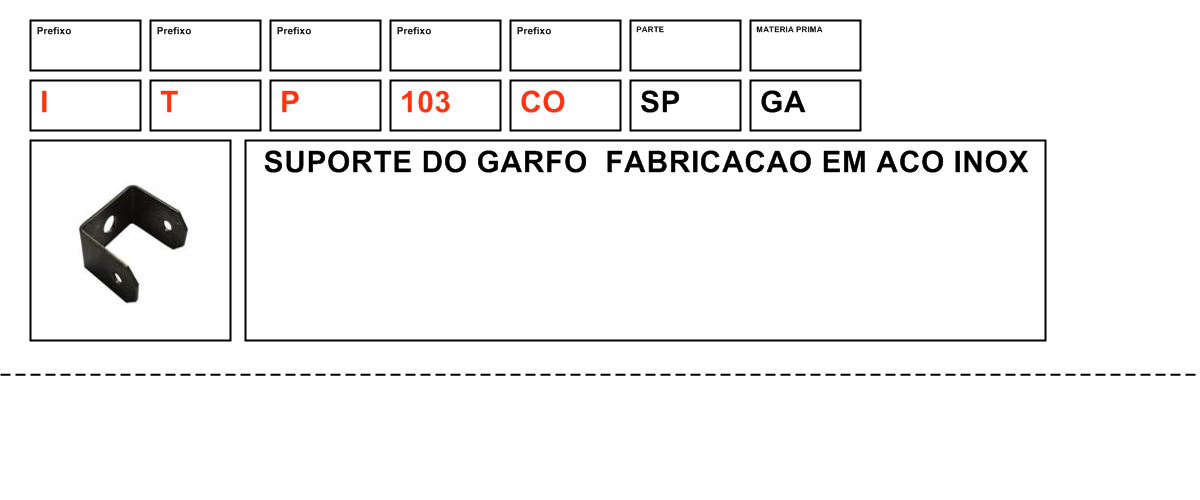 Prefixo Prefixo Prefixo Prefixo Prefixo PARTE MATERIA PRIMA
I T P 103 CO SP GA
SUPORTE DO GARFO  FABRICACAO EM ACO INOX